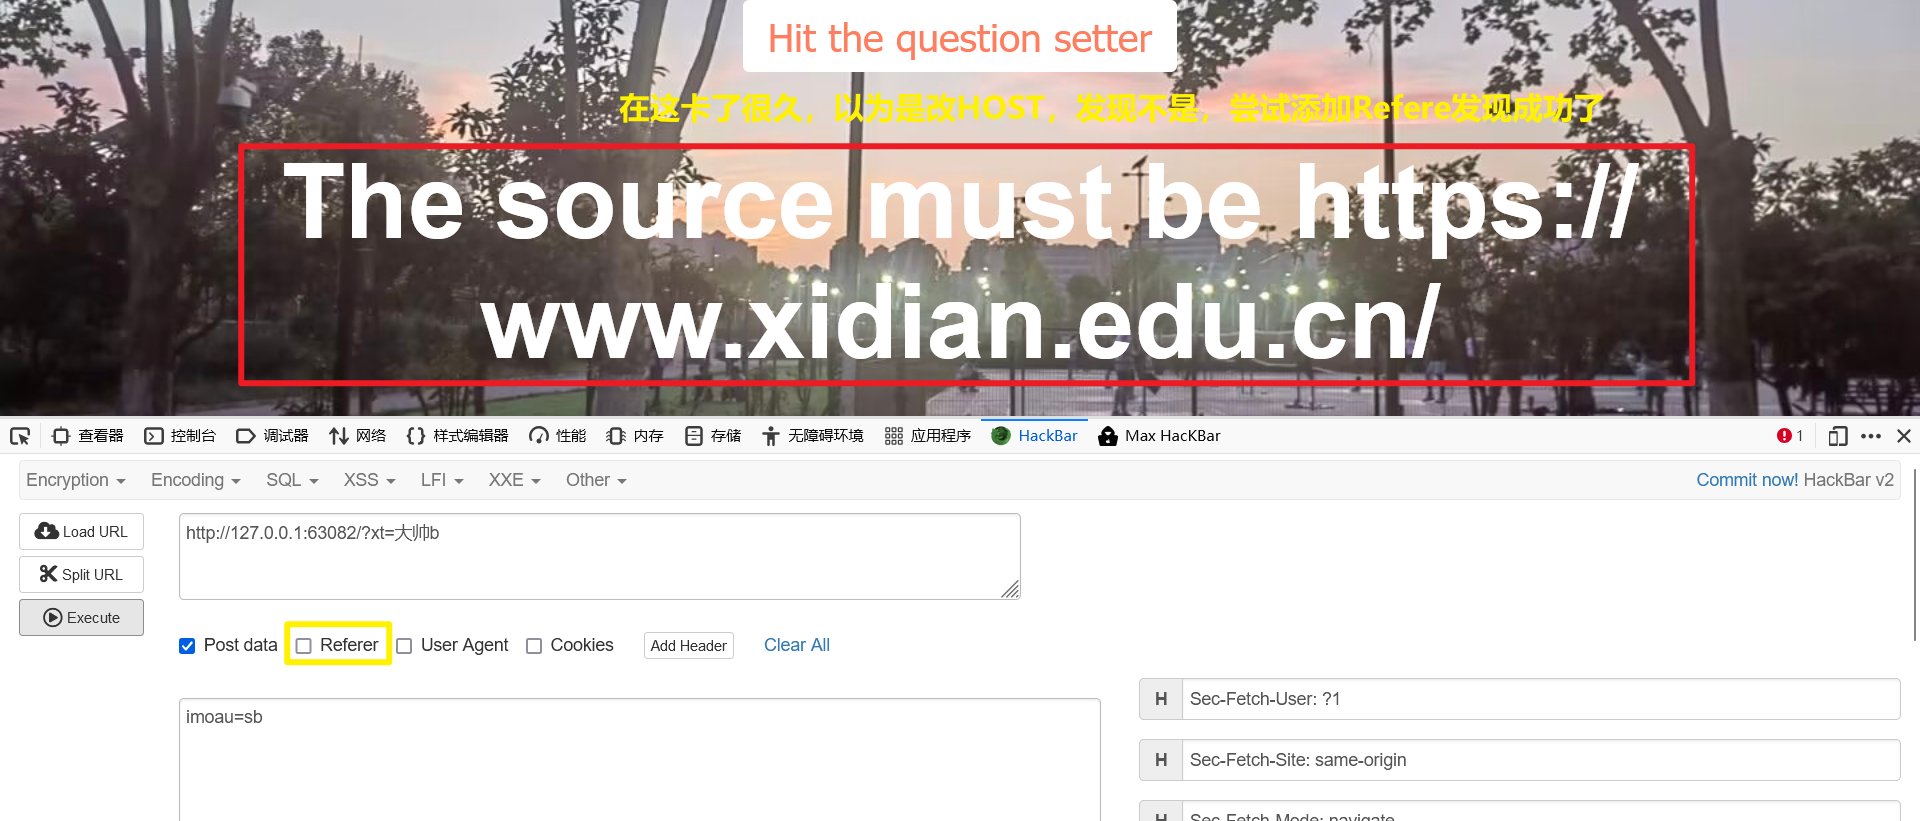 Hit the question setter
在这卡了很久，以为是改HOST，发现不是，尝试添加Refere发现成功了
The source must be https://
www.xidian.edu.cn/
查看器 控制台 调试器 网络 {} 样式编辑器 性能 内存 存储 无障碍环境 应用程序 HackBar Max HacKBar 1
Encryption Encoding SQL XSS LFI XXE Other Commit now! HackBar v2
Load URL http://127.0.0.1:63082/?xt=大帅b
Split URL
Execute
Post data Referer User Agent Cookies Add Header Clear All
H Sec-Fetch-User: ?1
imoau=sb
H Sec-Fetch-Site: same-origin
H Sec-Fetch-Mode: navigate